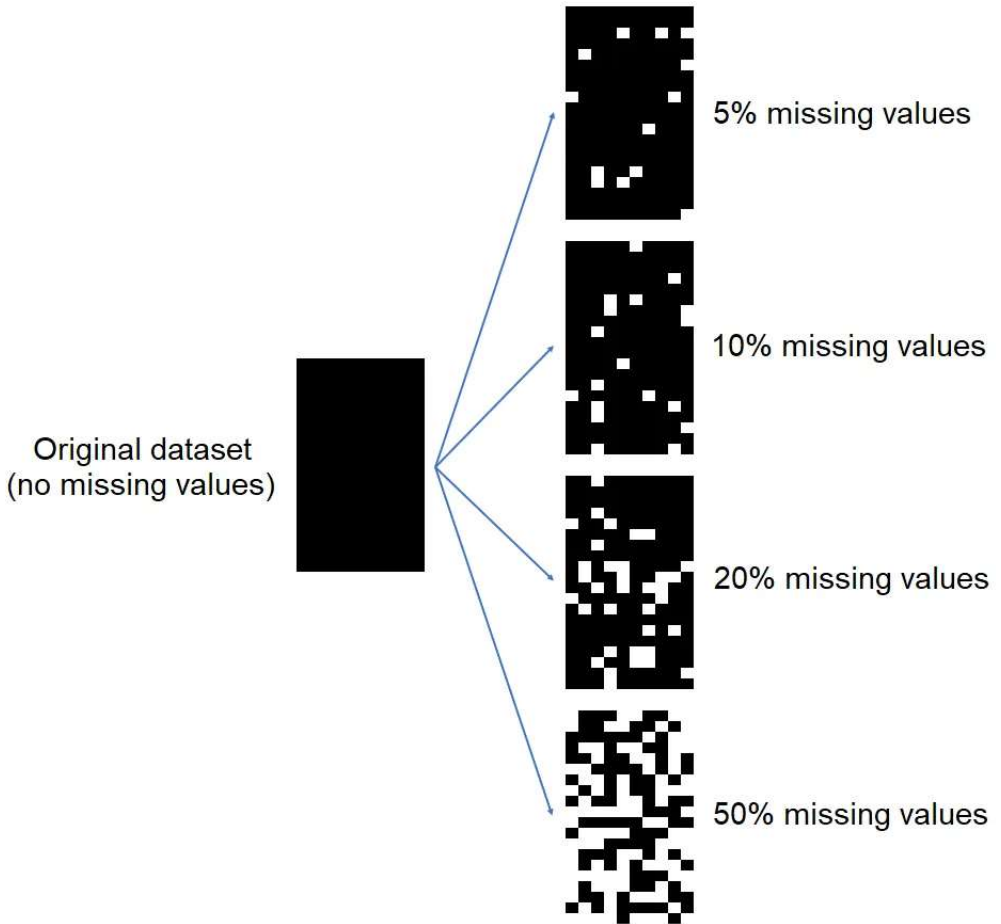 5% missing values
10% missing values
Original dataset
(no missing values)
20% missing values
50% missing values